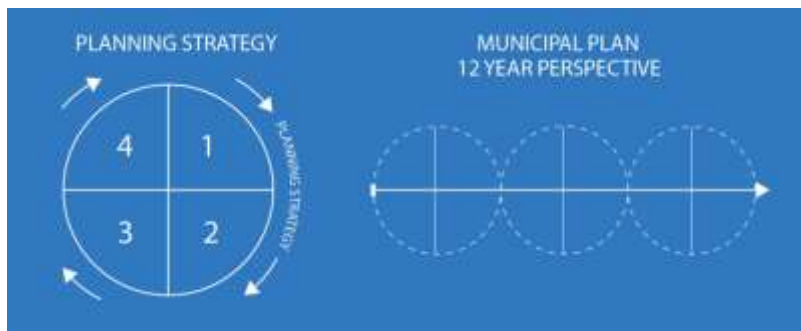 PLANNING STRATEGY
4
1
3
2
PLANNING STRATEGY
MUNICIPAL PLAN
12 YEAR PERSPECTIVE